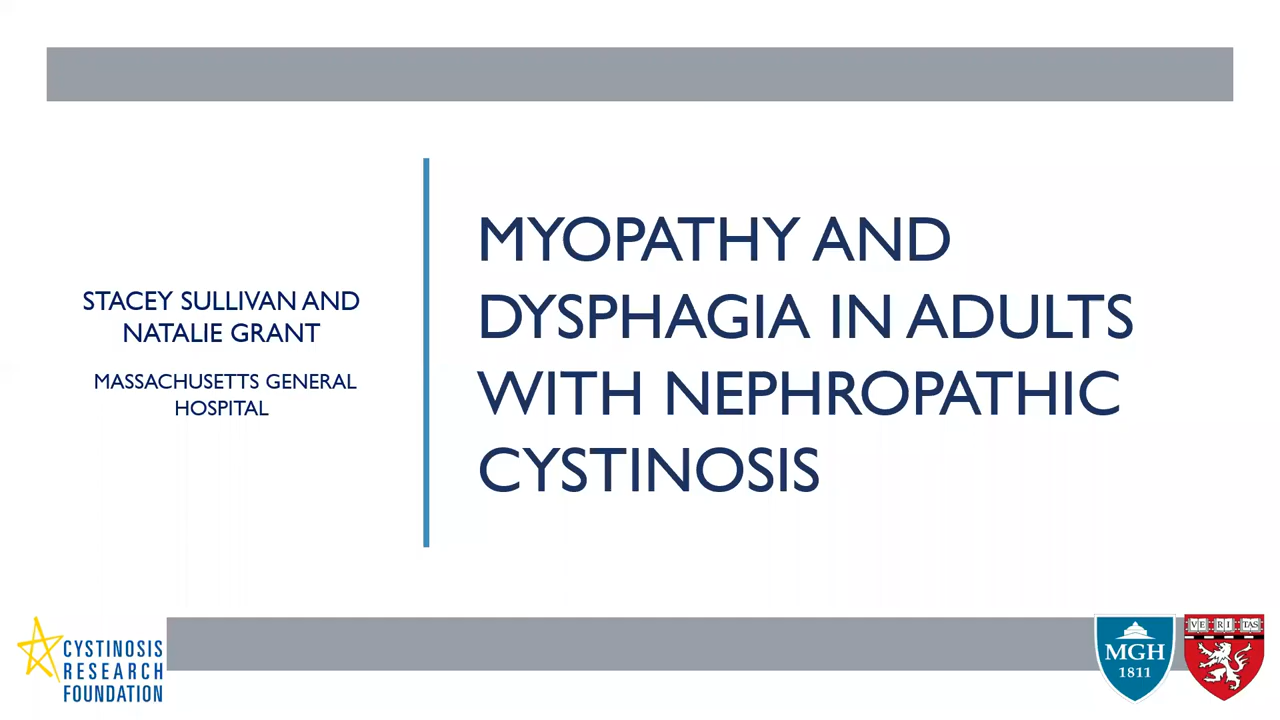 STACEY SULLIVAN AND
NATALIE GRANT
MASSACHUSETTS GENERAL
HOSPITAL
MYOPATHY AND
DYSPHAGIA IN ADULTS
WITH NEPHROPATHIC
CYSTINOSIS
CYSTINOSIS
RESEARCH
FOUNDATION
MGH
1811
VE RI TAS